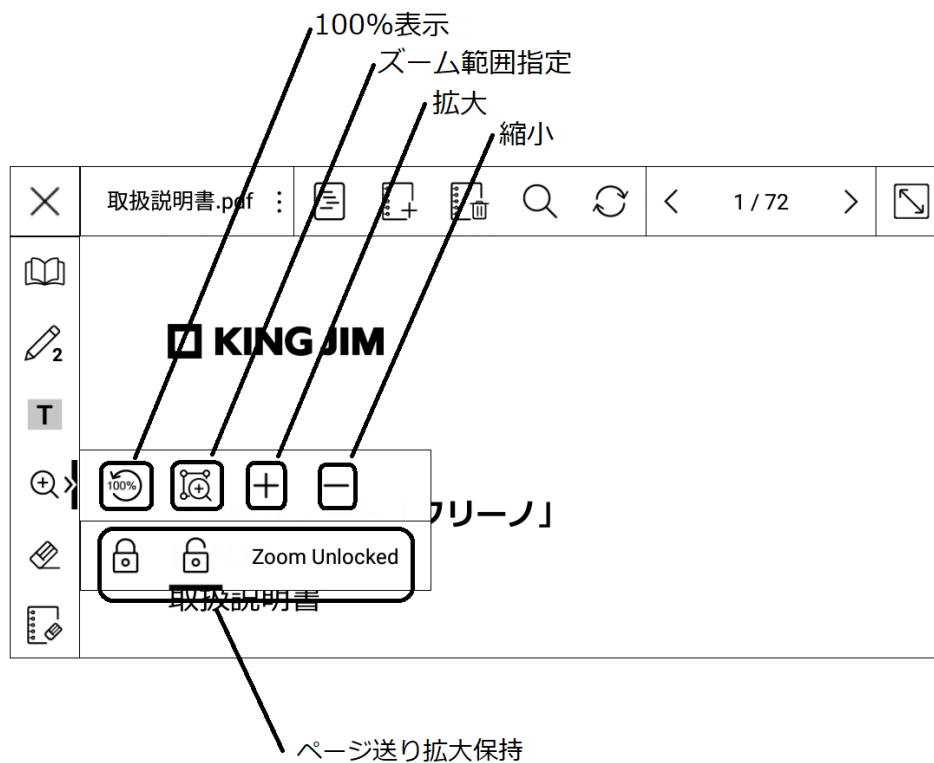 100%表示
ズーム範囲指定
拡大
縮小
取扱説明書.pdf
1 / 72
2
KING JIM
T
100%
フリーノ」
Zoom Unlocked
取扱説明書
ページ送り拡大保持